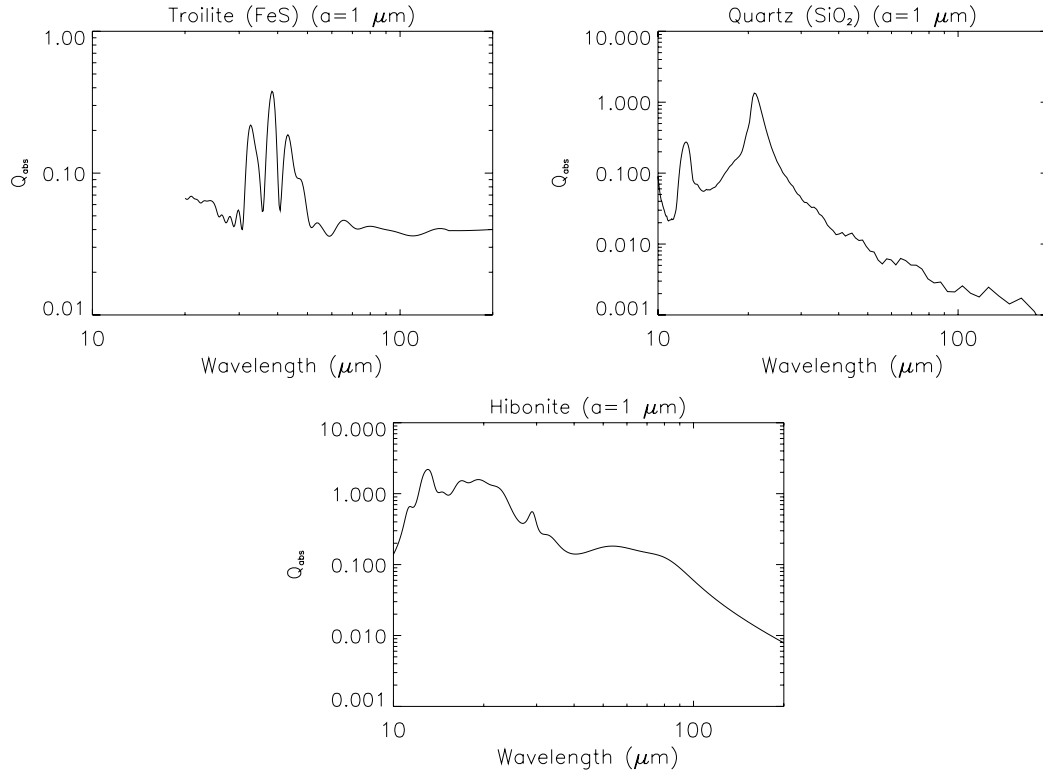 Troilite (FeS) (a=1 μm)
1.00
0.10
0.01
Qabs
10
100
Wavelength (μm)
Quartz (SiO₂) (a=1 μm)
10.000
1.000
0.100
0.010
0.001
Qabs
10
100
Wavelength (μm)
Hibonite (a=1 μm)
10.000
1.000
0.100
0.010
0.001
Qabs
10
100
Wavelength (μm)